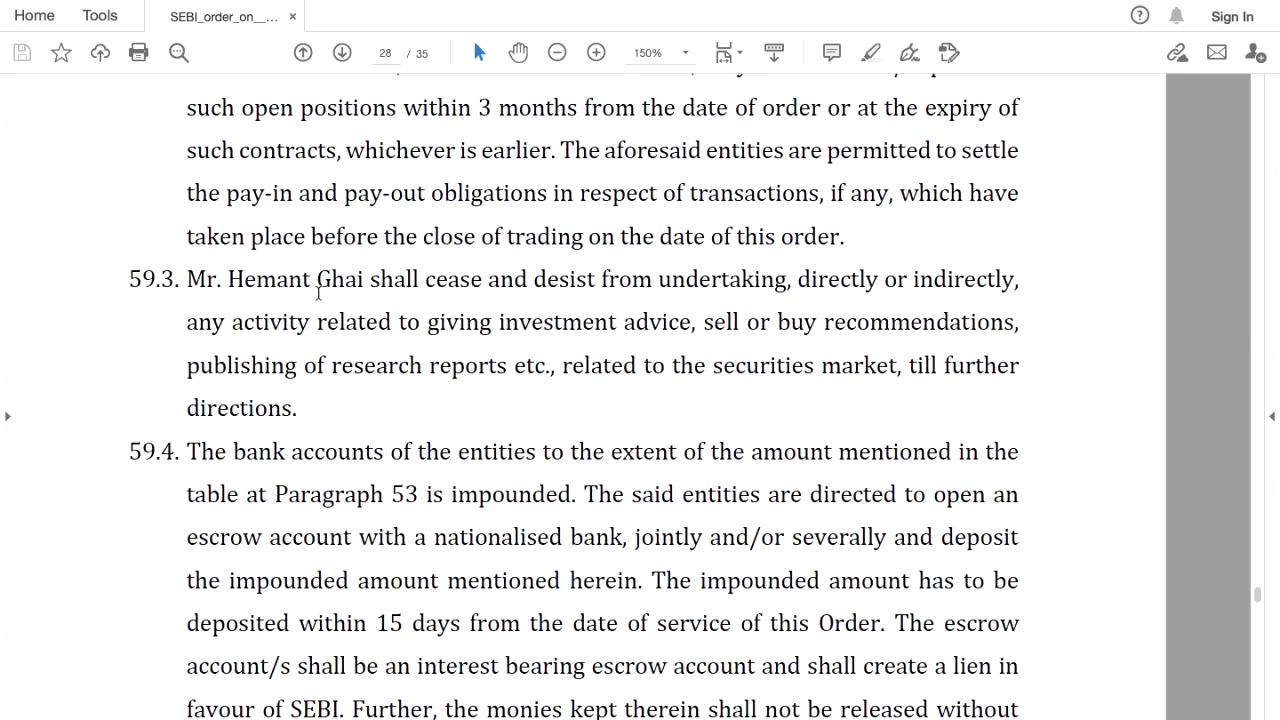 Home Tools SEBI_order_on__... × Sign In
28 / 35 150%
such open positions within 3 months from the date of order or at the expiry of
such contracts, whichever is earlier. The aforesaid entities are permitted to settle
the pay-in and pay-out obligations in respect of transactions, if any, which have
taken place before the close of trading on the date of this order.
59.3. Mr. Hemant Ghai shall cease and desist from undertaking, directly or indirectly,
any activity related to giving investment advice, sell or buy recommendations,
publishing of research reports etc., related to the securities market, till further
directions.
59.4. The bank accounts of the entities to the extent of the amount mentioned in the
table at Paragraph 53 is impounded. The said entities are directed to open an
escrow account with a nationalised bank, jointly and/or severally and deposit
the impounded amount mentioned herein. The impounded amount has to be
deposited within 15 days from the date of service of this Order. The escrow
account/s shall be an interest bearing escrow account and shall create a lien in
favour of SEBI. Further, the monies kept therein shall not be released without